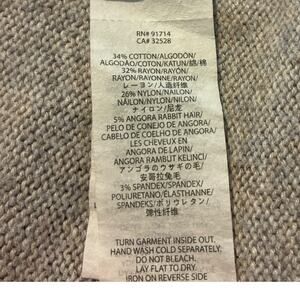 RN# 91714
CA# 32528
34% COTTON/ALGODÓN/
ALGODÃO/COTON/KATUN/綿/棉
32% RAYON/RAYÓN/
RAYON/RAYONNE/RAYON/
レーヨン/人造纤维
26% NYLON/NAILON/
NÁILON/NYLON/NILON/
ナイロン/尼龙
5% ANGORA RABBIT HAIR/
PELO DE CONEJO DE ANGORA/
CABELO DE COELHO DE ANGORA/
LES CHEVEUX EN
ANGORA DE LAPIN/
ANGORA RAMBUT KELINCI/
アンゴラのウサギの毛/
安哥拉兔毛
3% SPANDEX/SPANDEX/
POLIURETANO/ÉLASTHANNE/
SPANDEKS/ポリウレタン/
弹性纤维
TURN GARMENT INSIDE OUT.
HAND WASH COLD SEPARATELY.
DO NOT BLEACH.
LAY FLAT TO DRY.
IRON ON REVERSE SIDE